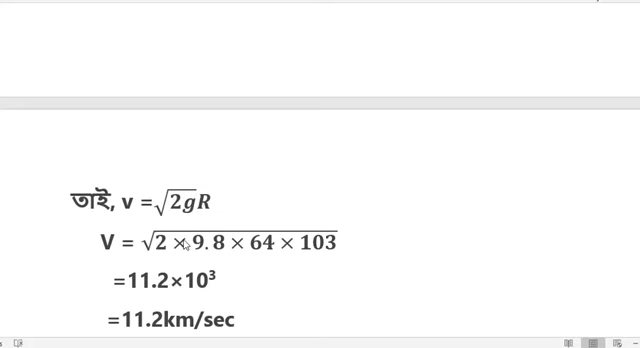 তাই, v =√2gR
V = √2 × 9.8 × 64 × 103
=11.2×10³
=11.2km/sec